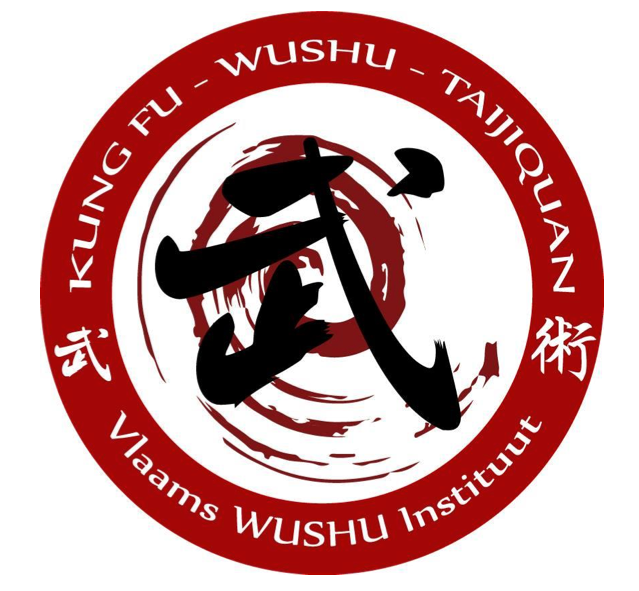 KUNG FU - WUSHU - TAIJIQUAN
武
武 術
Vlaams WUSHU Instituut